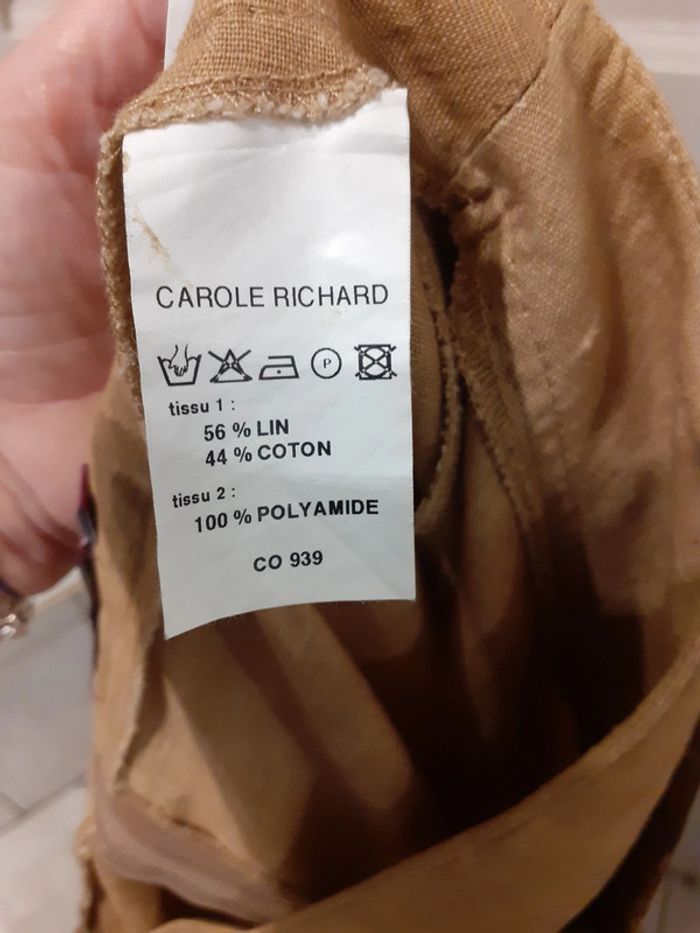 CAROLE RICHARD
P
tissu 1 :
56 % LIN
44 % COTON
tissu 2 :
100 % POLYAMIDE
CO 939